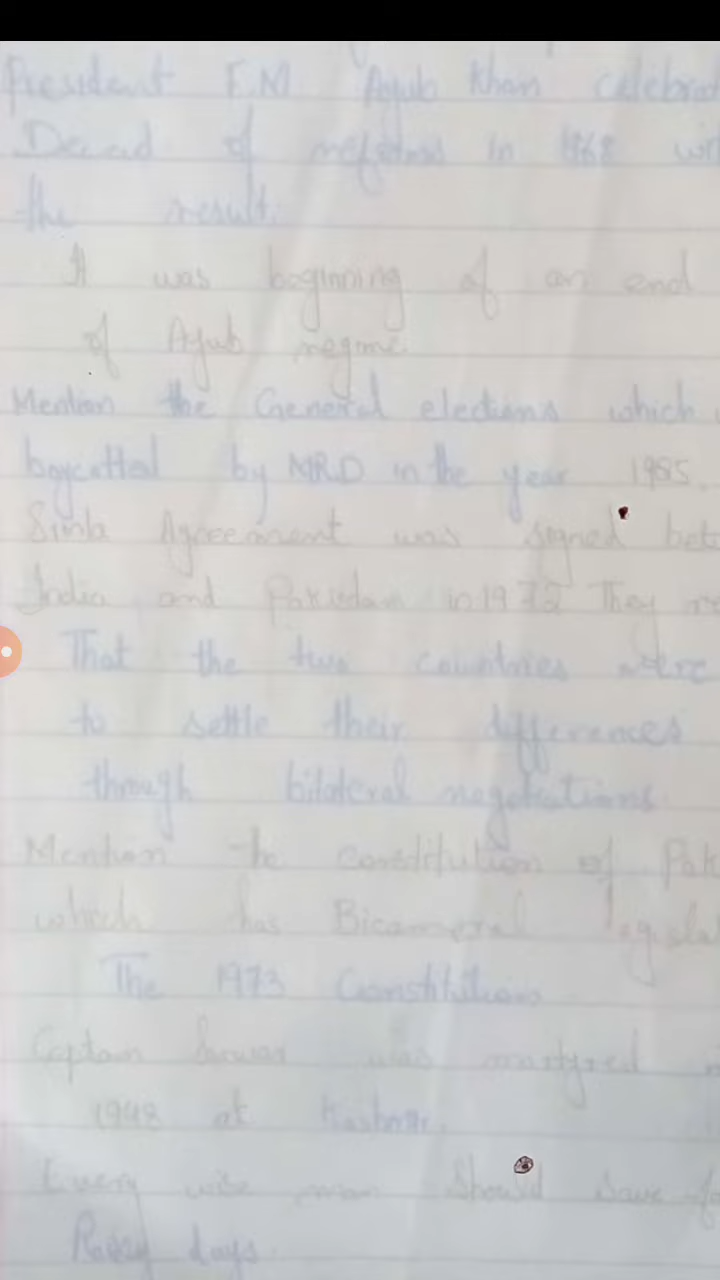 President F.M Ayub Khan celebrat
Decad of reforms in 1968 wi
the result.
It was beginning of an end
of Ayub regime.
Mention the General elections which
boycotted by MRD in the year 1985.
Simla Agreement was signed bet
India and Pakistan in 1972 They
That the two countries were
to settle their differences
through bilateral negotiations
Mention the constitution of Pak
which has Bicameral legisla
The 1973 Constitution
Captain Sarwar was martyred
1948 at Kashmir.
Every wise man should save
Rainy days.